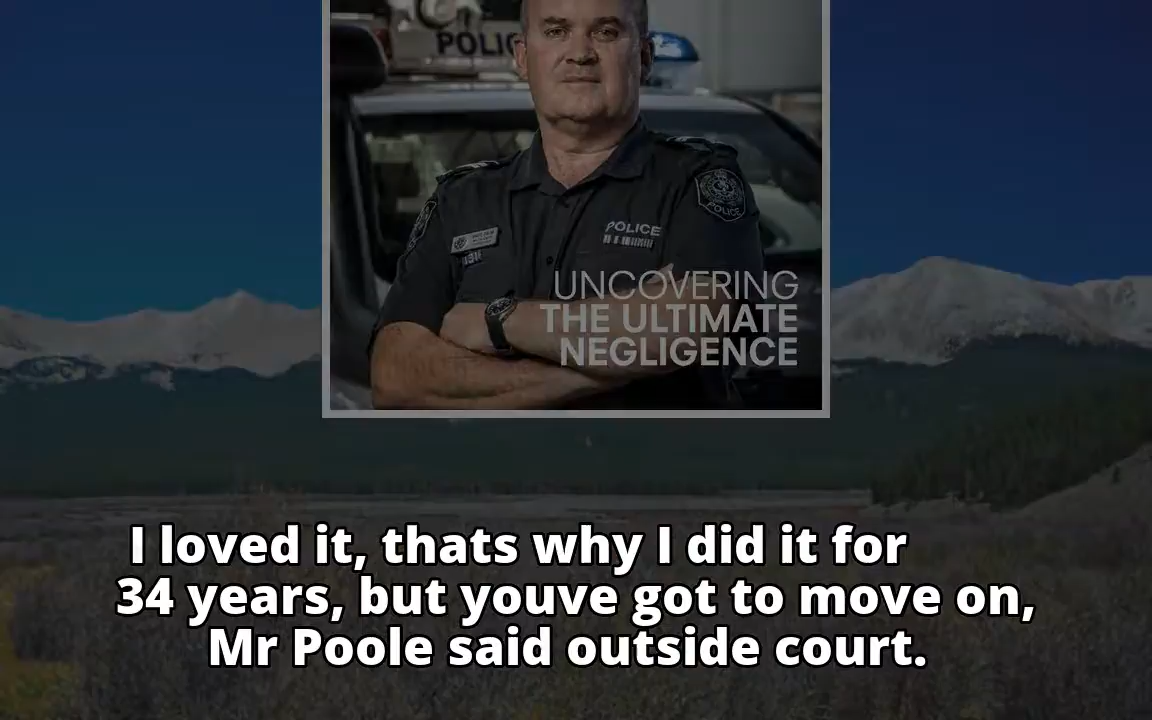 POLIC
POLICE
POLICE
UNCOVERING
THE ULTIMATE
NEGLIGENCE
I loved it, thats why I did it for
34 years, but youve got to move on,
Mr Poole said outside court.